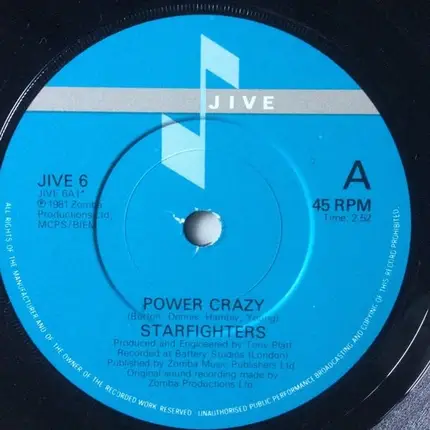 JIVE
JIVE 6
JIVE 6A1
℗ 1981 Zomba
Productions Ltd.
MCPS/BIEM
A
45 RPM
Time: 2.52
POWER CRAZY
(Burton, Dennis, Hambly, Young)
STARFIGHTERS
Produced and Engineered by Tony Platt
Recorded at Battery Studios (London)
Published by Zomba Music Publishers Ltd.
Original sound recording made by
Zomba Productions Ltd
ALL RIGHTS OF THE MANUFACTURER AND OF THE OWNER OF THE RECORDED WORK RESERVED. UNAUTHORISED PUBLIC PERFORMANCE BROADCASTING AND COPYING OF THIS RECORD PROHIBITED.